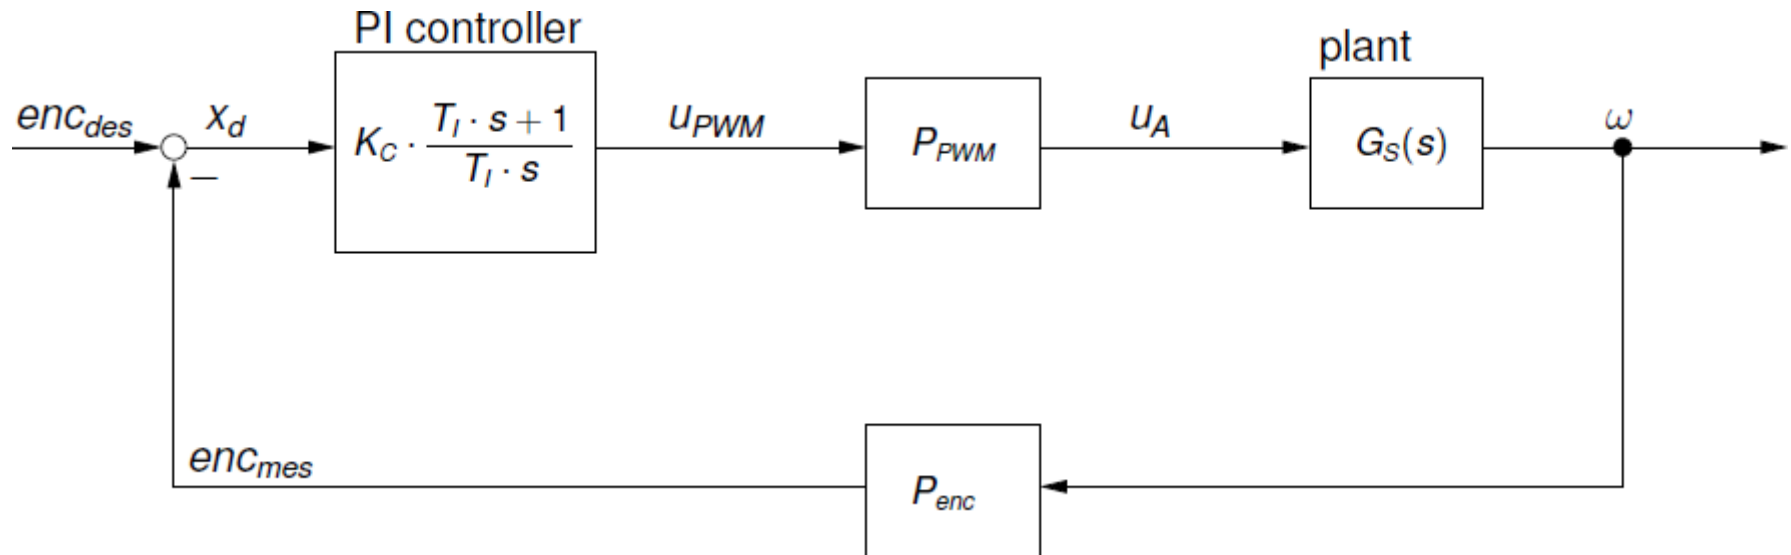 PI controller
plant
enc_des
x_d
K_C · (T_I · s + 1) / (T_I · s)
u_PWM
P_PWM
u_A
G_S(s)
ω
−
enc_mes
P_enc